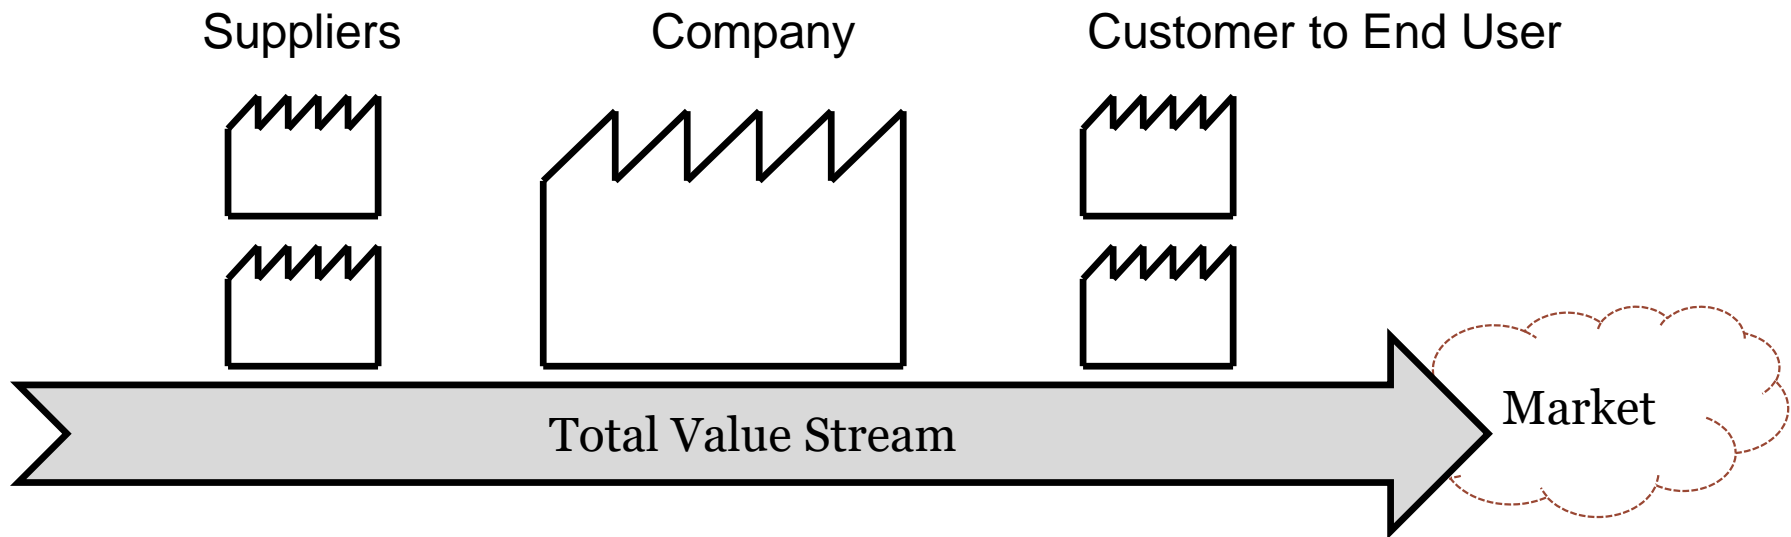 Suppliers
Company
Customer to End User
Total Value Stream
Market